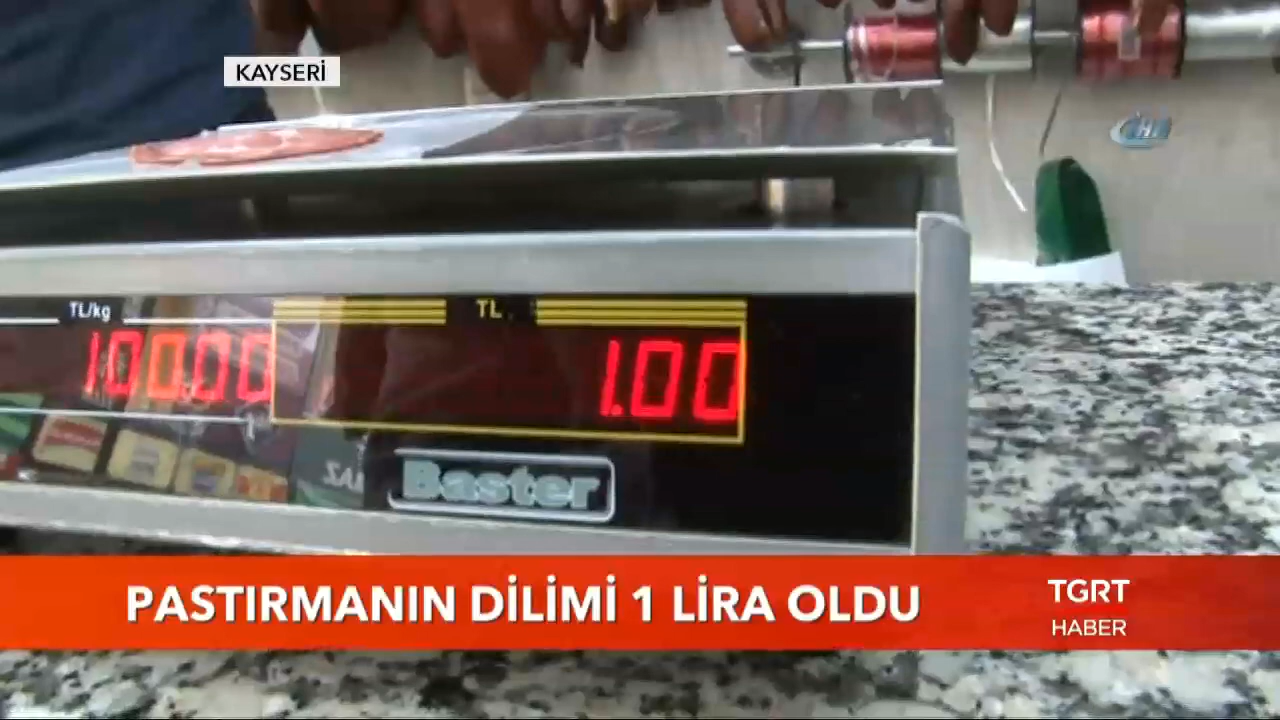 KAYSERİ
İHA
TL/kg
TL
100.00
1.00
Baster
PASTIRMANIN DİLİMİ 1 LİRA OLDU
TGRT
HABER